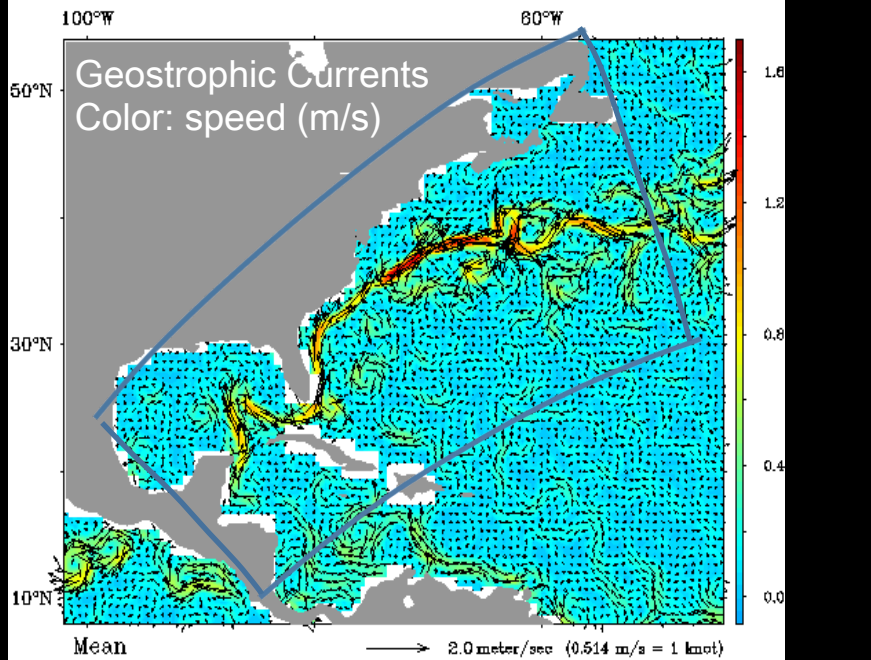 100°W 60°W
Geostrophic Currents
Color: speed (m/s)
50°N
30°N
10°N
1.6
1.2
0.8
0.4
0.0
Mean
2.0 meter/sec (0.514 m/s = 1 knot)